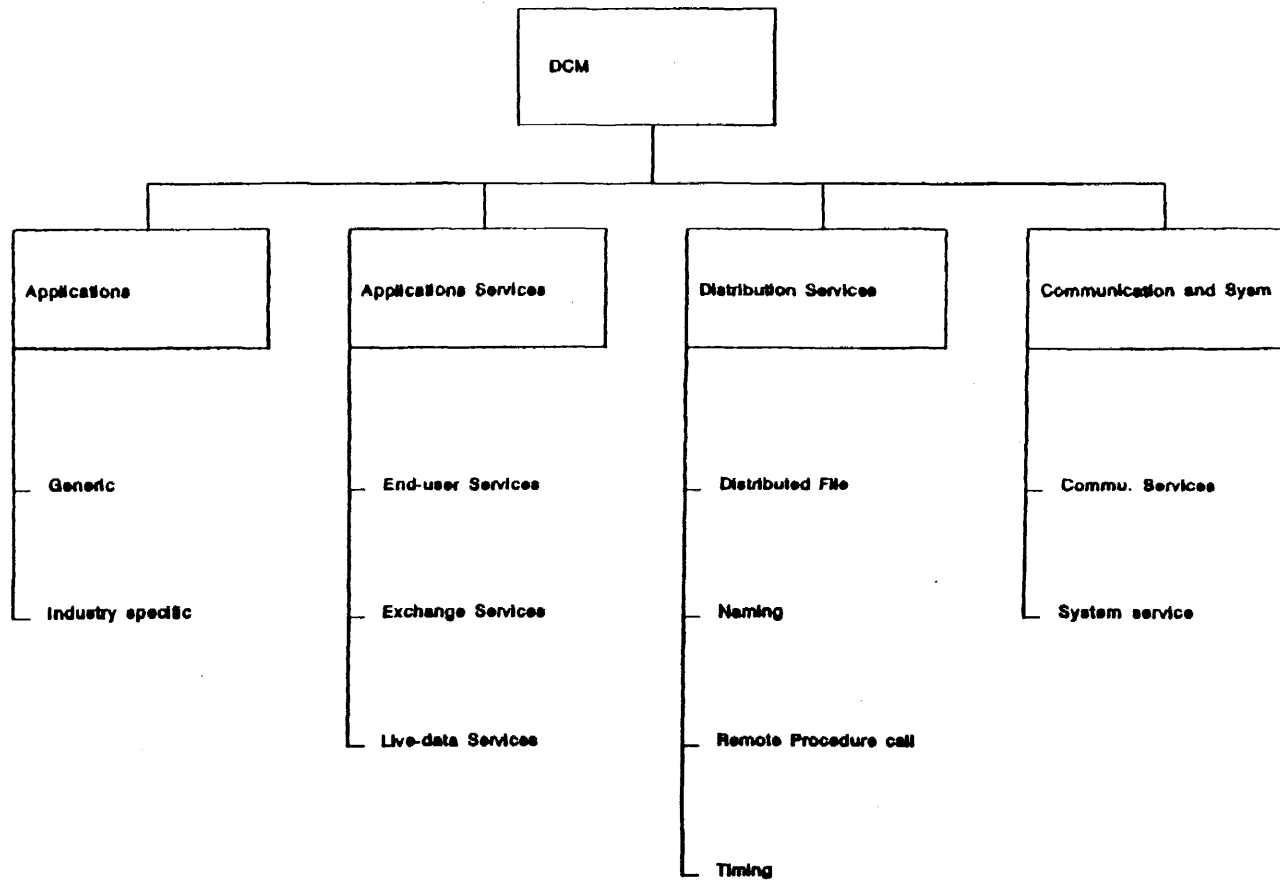 DCM
Applications
Applications Services
Distribution Services
Communication and Sysm
Generic
End-user Services
Distributed File
Commu. Services
Industry specific
Exchange Services
Naming
System service
Live-data Services
Remote Procedure call
Timing